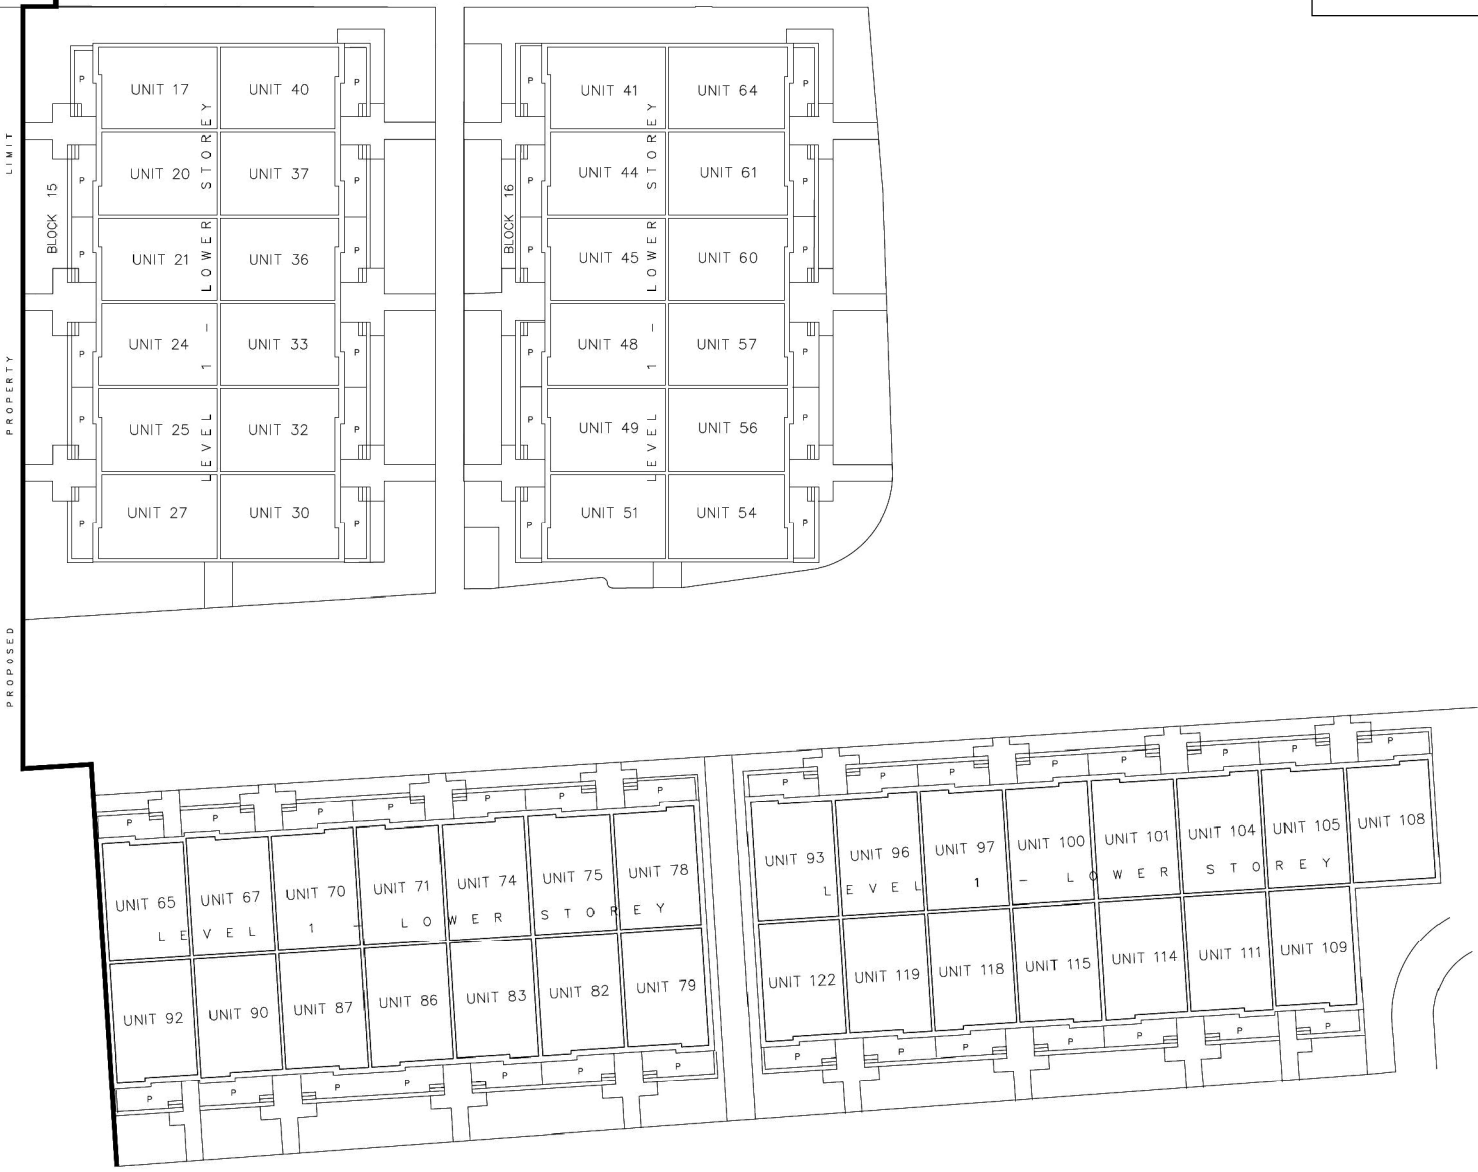 PROPOSED PROPERTY LIMIT
BLOCK 15
LEVEL 1 - LOWER STOREY
P UNIT 17 UNIT 40 P
P UNIT 20 UNIT 37 P
P UNIT 21 UNIT 36 P
P UNIT 24 UNIT 33 P
P UNIT 25 UNIT 32 P
P UNIT 27 UNIT 30 P
BLOCK 16
LEVEL 1 - LOWER STOREY
P UNIT 41 UNIT 64 P
P UNIT 44 UNIT 61 P
P UNIT 45 UNIT 60 P
P UNIT 48 UNIT 57 P
P UNIT 49 UNIT 56 P
P UNIT 51 UNIT 54 P
P P P P P P P
UNIT 65 UNIT 67 UNIT 70 UNIT 71 UNIT 74 UNIT 75 UNIT 78
LEVEL 1 - LOWER STOREY
UNIT 92 UNIT 90 UNIT 87 UNIT 86 UNIT 83 UNIT 82 UNIT 79
P P P P P P P
P P P P P P P P
UNIT 93 UNIT 96 UNIT 97 UNIT 100 UNIT 101 UNIT 104 UNIT 105 UNIT 108
LEVEL 1 - LOWER STOREY
UNIT 122 UNIT 119 UNIT 118 UNIT 115 UNIT 114 UNIT 111 UNIT 109
P P P P P P P